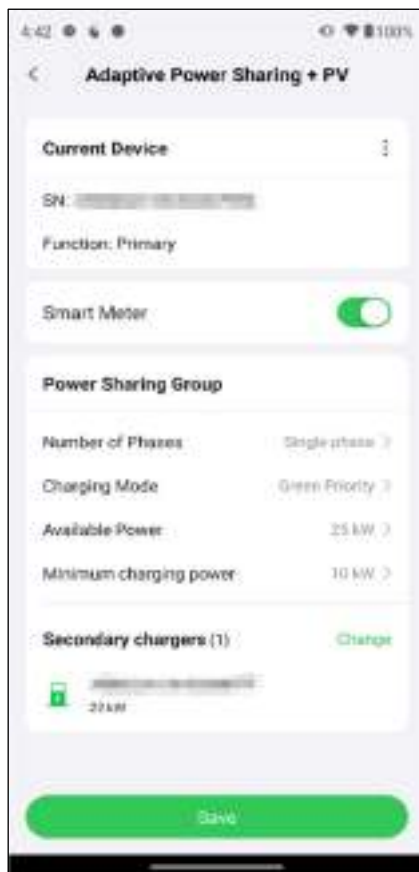 4:42
100%
Adaptive Power Sharing + PV
Current Device
SN:
Function: Primary
Smart Meter
Power Sharing Group
Number of Phases Single phase
Charging Mode Green Priority
Available Power 25 kW
Minimum charging power 10 kW
Secondary chargers (1) Change
22 kW
Save